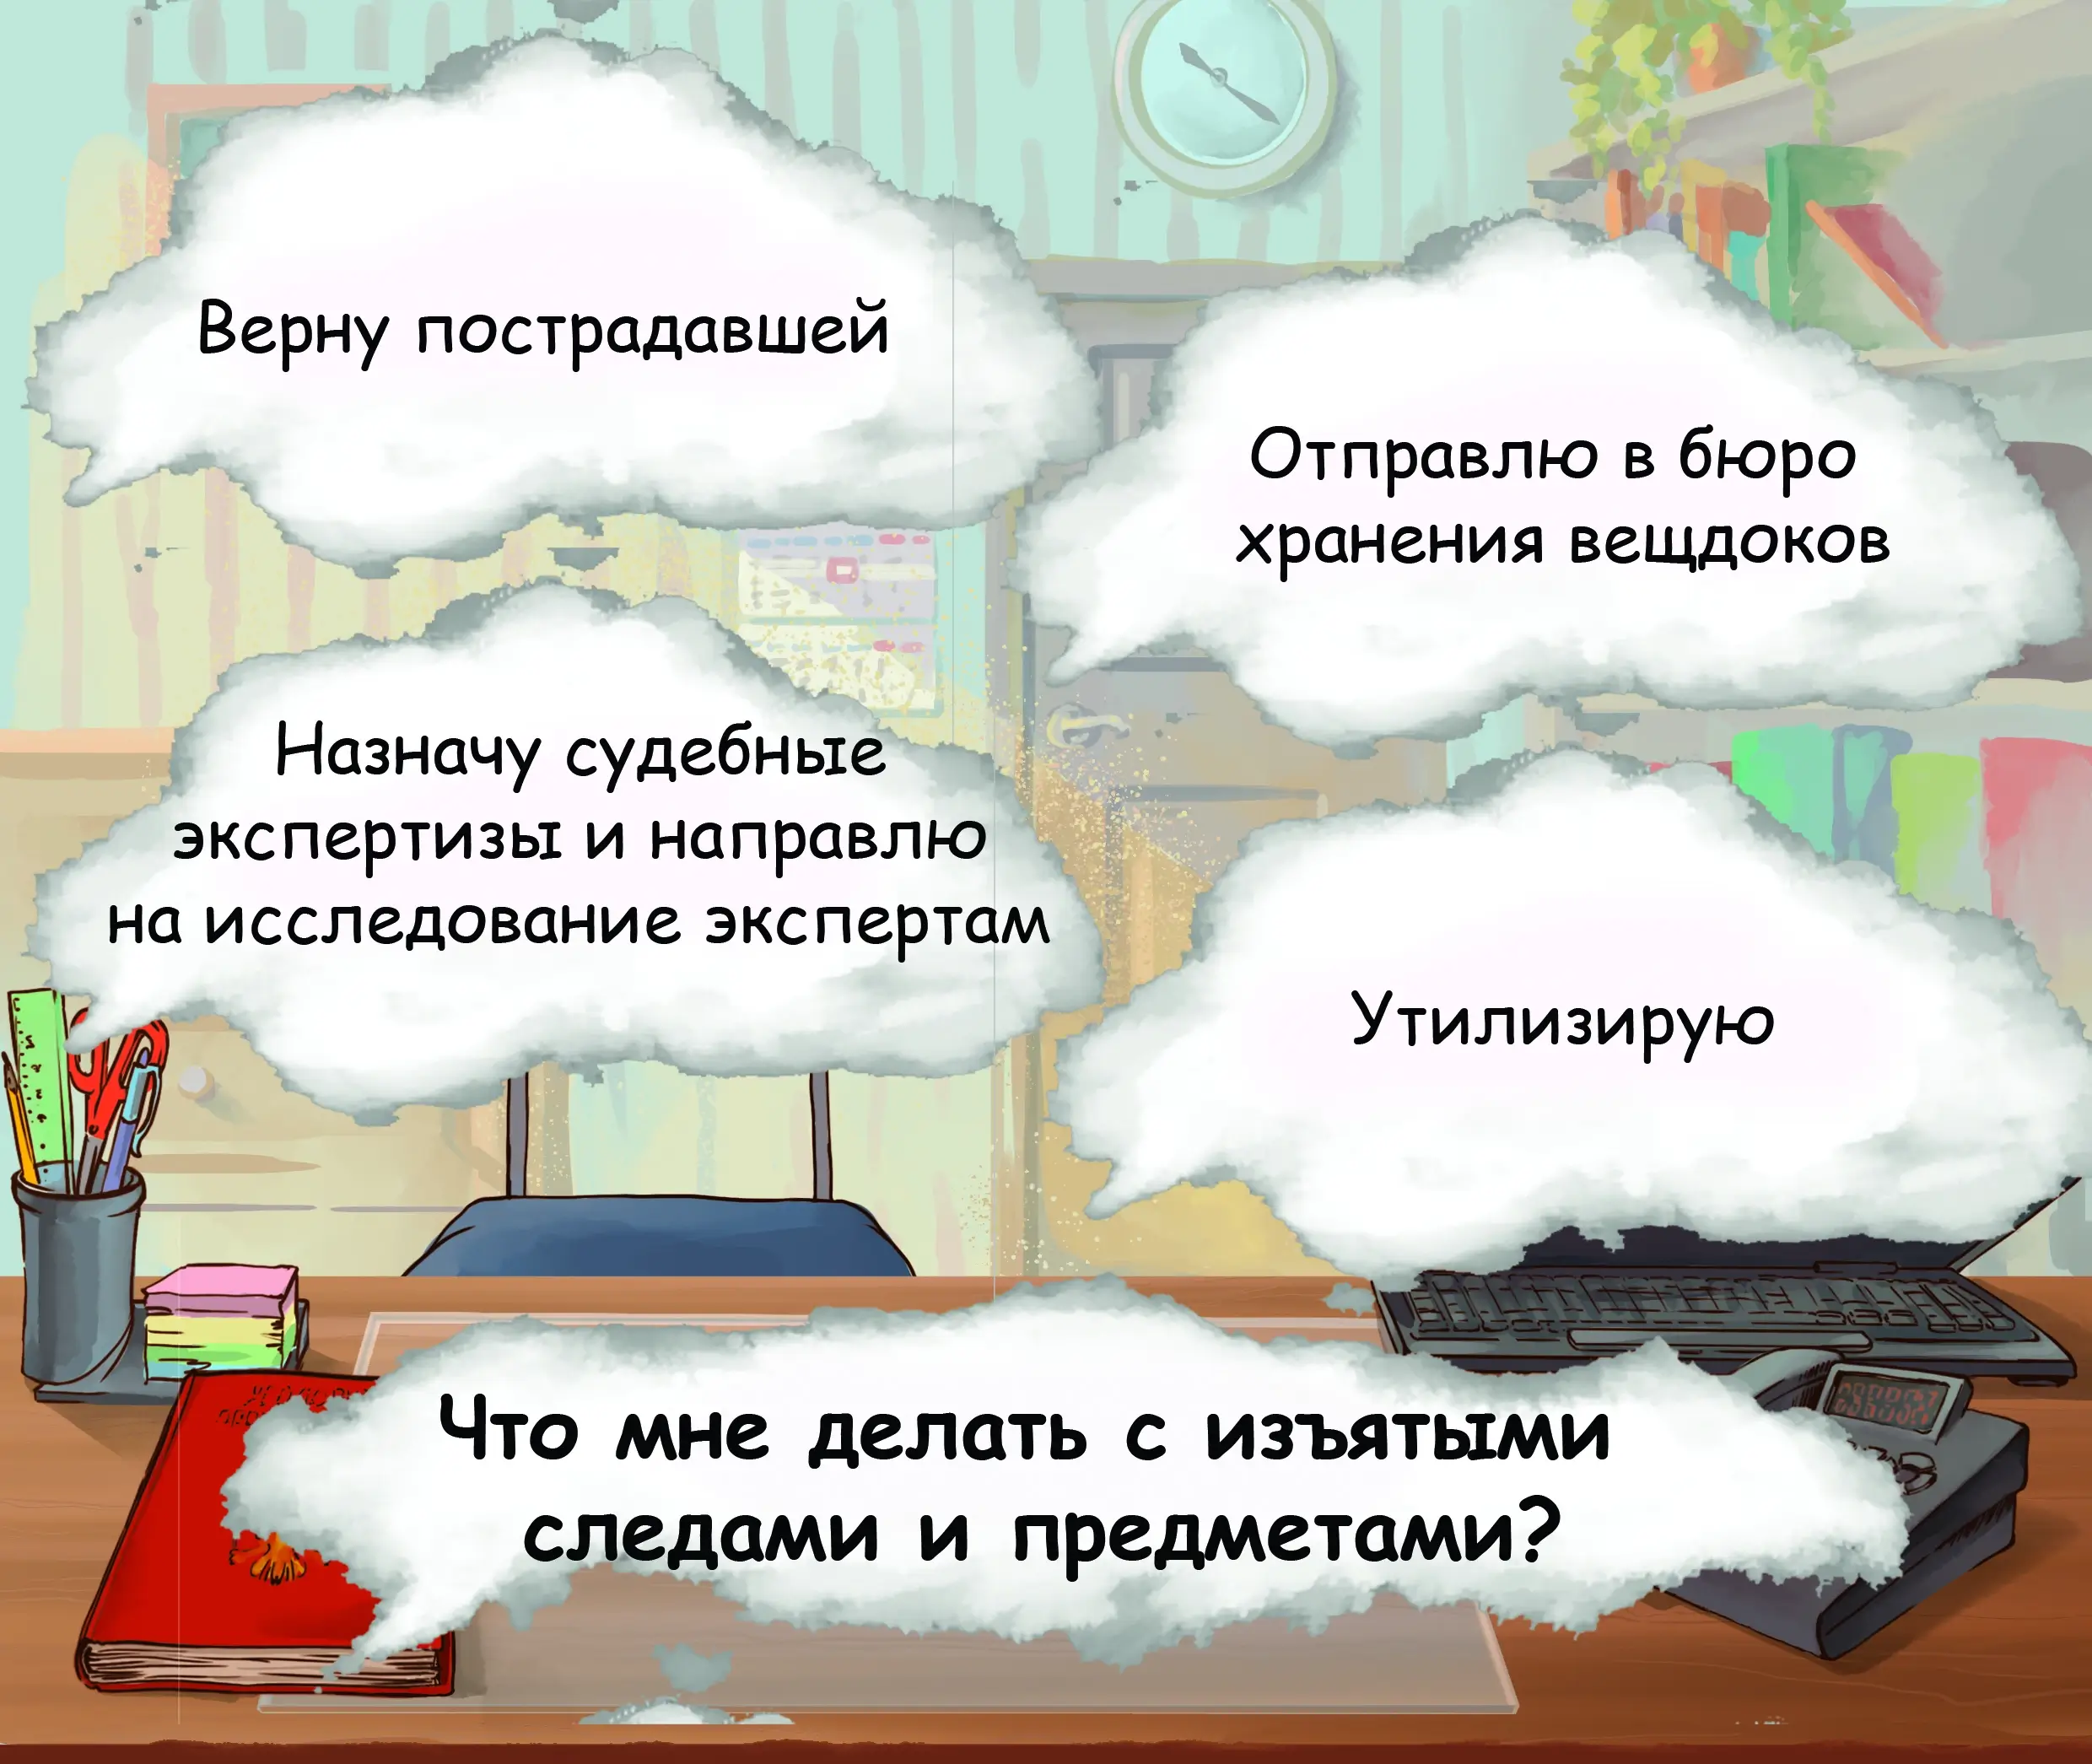 Верну пострадавшей
Отправлю в бюро
хранения вещдоков
Назначу судебные
экспертизы и направлю
на исследование экспертам
Утилизирую
Что мне делать с изъятыми
следами и предметами?